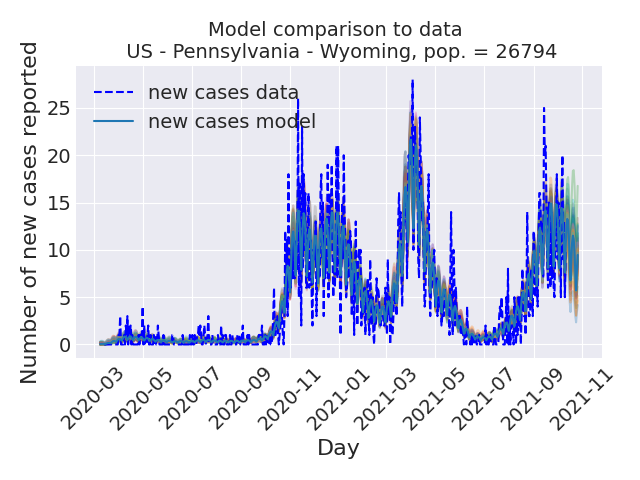 Model comparison to data
US - Pennsylvania - Wyoming, pop. = 26794
Number of new cases reported
25
20
15
10
5
0
new cases data
new cases model
2020-03
2020-05
2020-07
2020-09
2020-11
2021-01
2021-03
2021-05
2021-07
2021-09
2021-11
Day